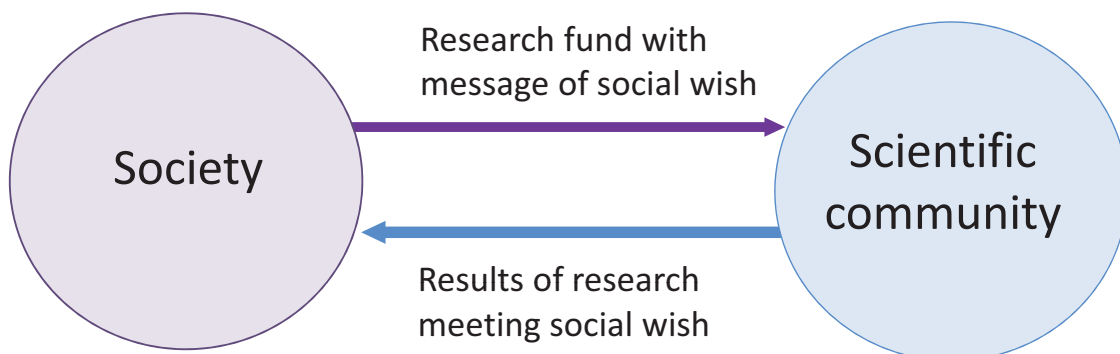 Research fund with
message of social wish
Society
Scientific
community
Results of research
meeting social wish